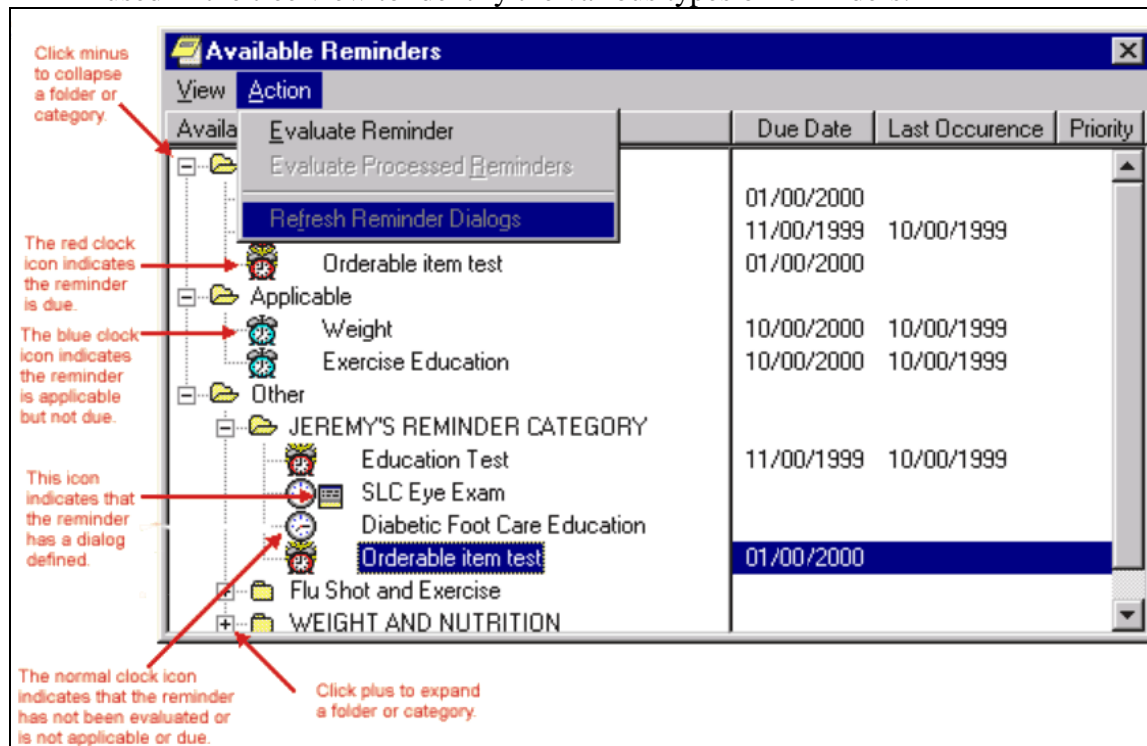 Click minus
to collapse
a folder or
category.
Available Reminders
View Action
Availa
Evaluate Reminder
Evaluate Processed Reminders
Refresh Reminder Dialogs
Due Date Last Occurence Priority
01/00/2000
11/00/1999 10/00/1999
Orderable item test 01/00/2000
Applicable
Weight 10/00/2000 10/00/1999
Exercise Education 10/00/2000 10/00/1999
Other
JEREMY'S REMINDER CATEGORY
Education Test 11/00/1999 10/00/1999
SLC Eye Exam
Diabetic Foot Care Education
Orderable item test 01/00/2000
Flu Shot and Exercise
WEIGHT AND NUTRITION
The red clock
icon indicates
the reminder
is due.
The blue clock
icon indicates
the reminder
is applicable
but not due.
This icon
indicates that
the reminder
has a dialog
defined.
The normal clock icon
indicates that the reminder
has not been evaluated or
is not applicable or due.
Click plus to expand
a folder or category.